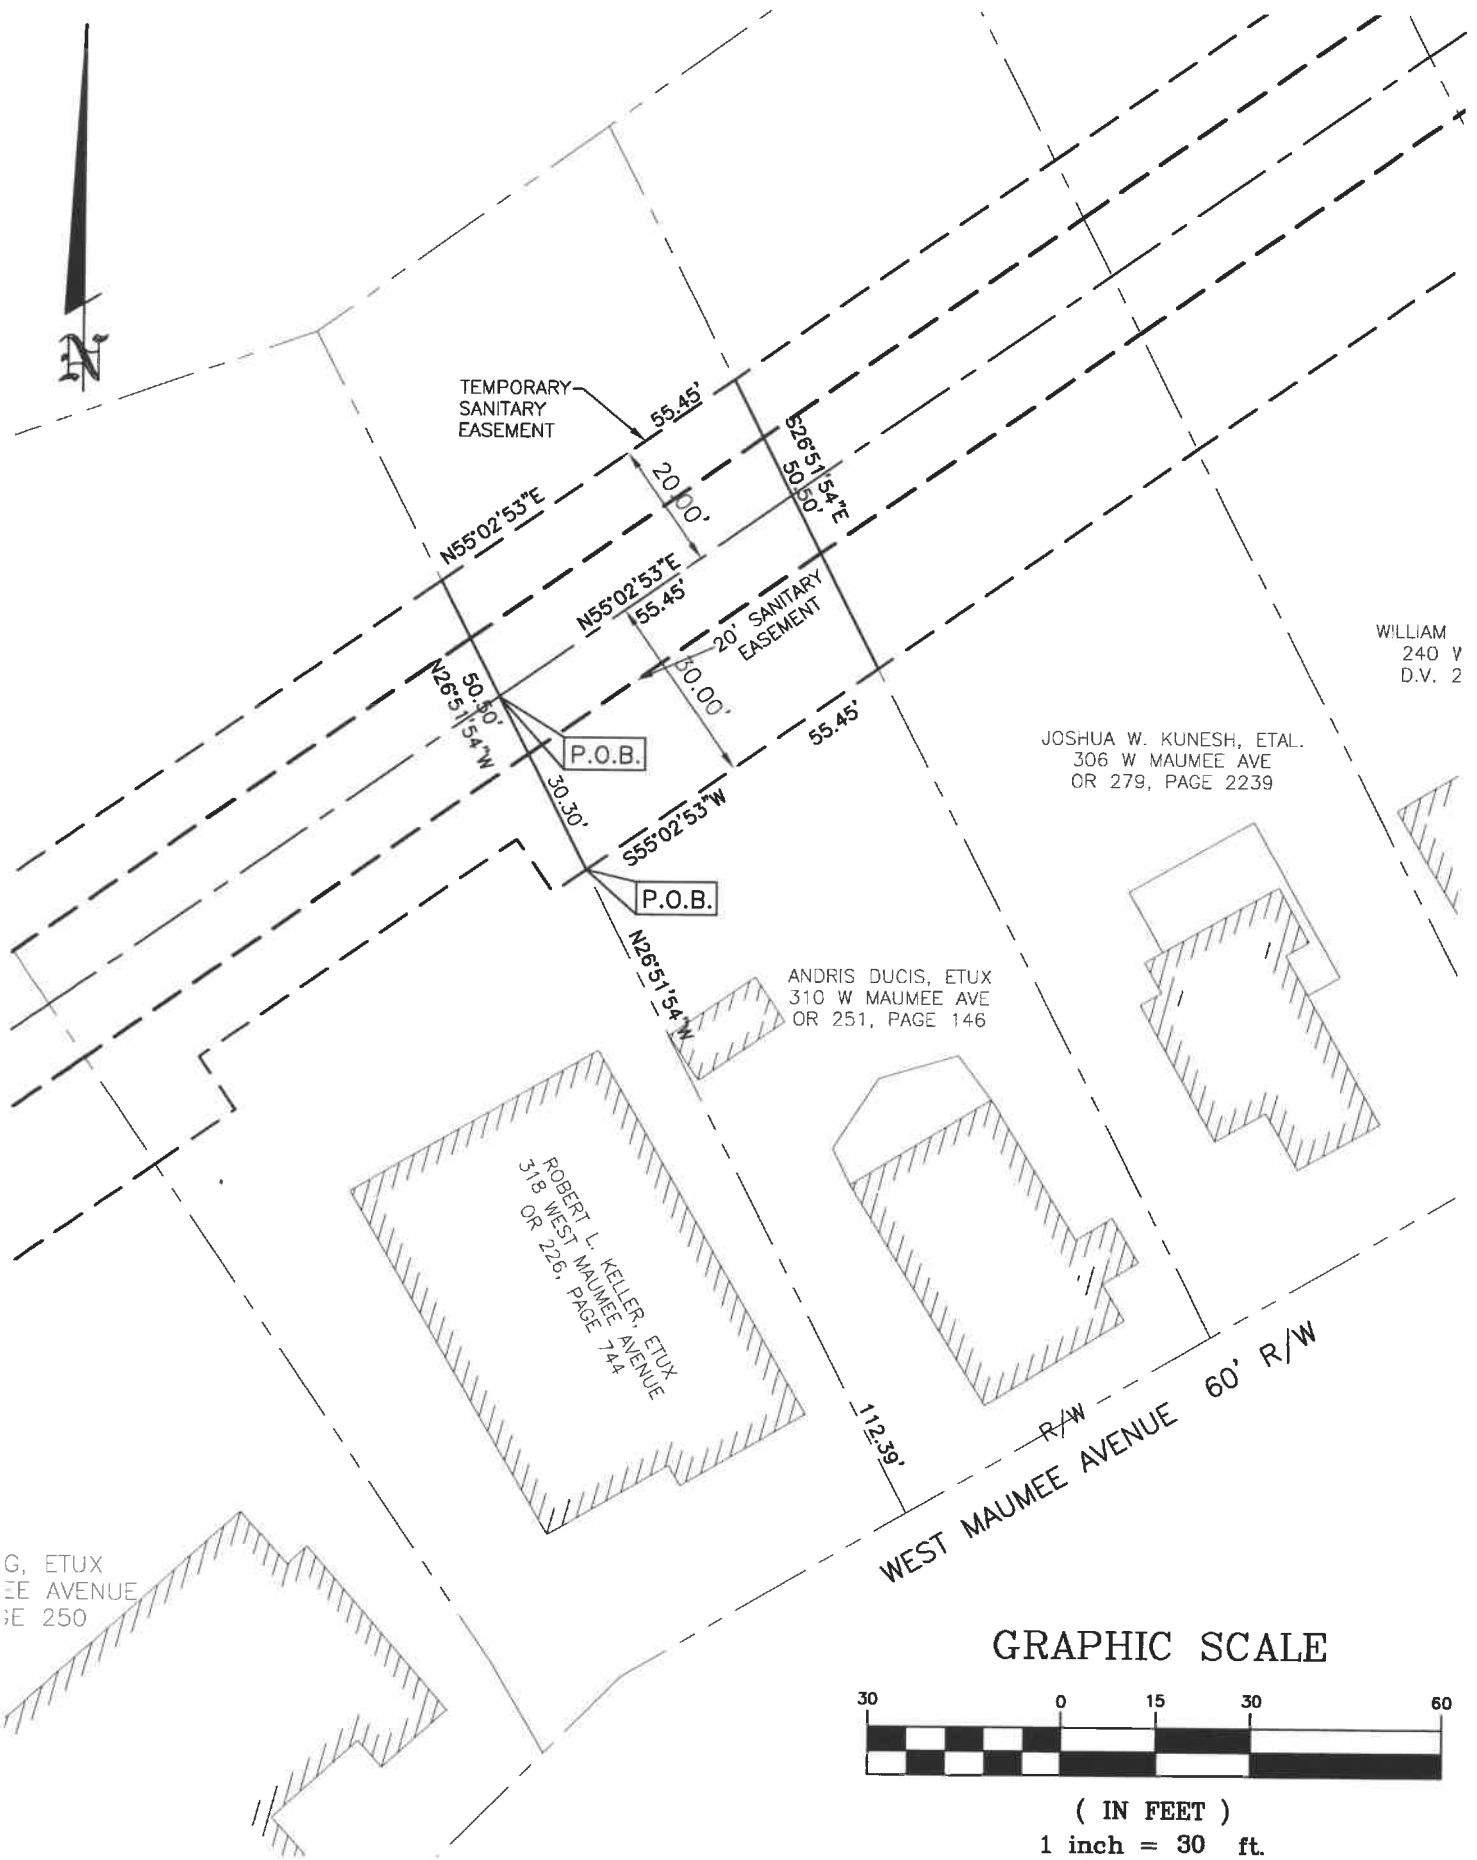 N
TEMPORARY
SANITARY
EASEMENT
55.45'
N55°02'53"E
20.00'
S26°51'54"E
50.50'
N55°02'53"E
55.45'
20' SANITARY
EASEMENT
30.00'
50.50'
N26°51'54"W
P.O.B.
30.30'
55.45'
S55°02'53"W
P.O.B.
N26°51'54"W
WILLIAM
240 W
D.V. 2
JOSHUA W. KUNESH, ETAL.
306 W MAUMEE AVE
OR 279, PAGE 2239
ANDRIS DUCIS, ETUX
310 W MAUMEE AVE
OR 251, PAGE 146
ROBERT L. KELLER, ETUX
318 WEST MAUMEE AVENUE
OR 226, PAGE 744
112.39'
R/W
WEST MAUMEE AVENUE 60' R/W
G, ETUX
EE AVENUE
GE 250
GRAPHIC SCALE
30 0 15 30 60
( IN FEET )
1 inch = 30 ft.